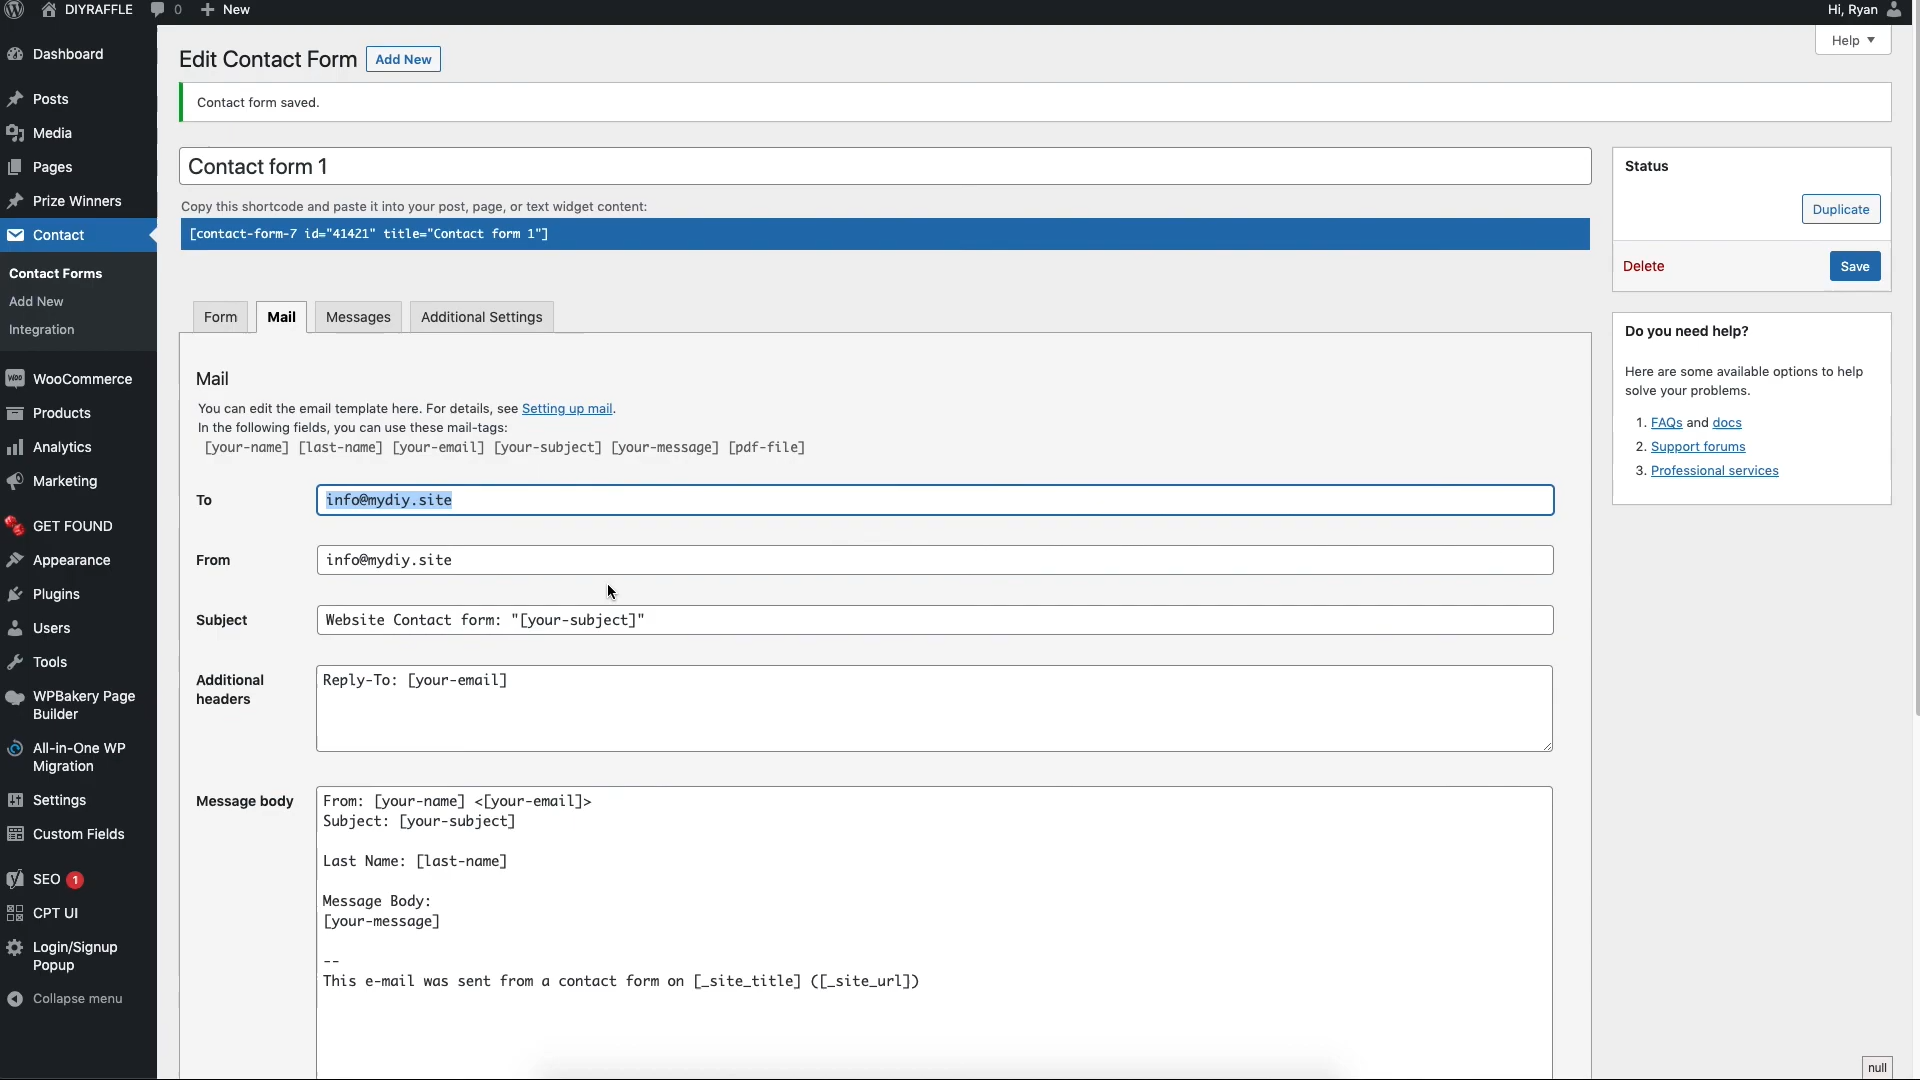 DIYRAFFLE 0 New Hi, Ryan
Help
Dashboard
Posts
Media
Pages
Prize Winners
Contact
Contact Forms
Add New
Integration
WooCommerce
Products
Analytics
Marketing
GET FOUND
Appearance
Plugins
Users
Tools
WPBakery Page
Builder
All-in-One WP
Migration
Settings
Custom Fields
SEO 1
CPT UI
Login/Signup
Popup
Collapse menu
Edit Contact Form Add New
Contact form saved.
Contact form 1
Copy this shortcode and paste it into your post, page, or text widget content:
[contact-form-7 id="41421" title="Contact form 1"]
Form Mail Messages Additional Settings
Mail
You can edit the email template here. For details, see Setting up mail.
In the following fields, you can use these mail-tags:
[your-name] [last-name] [your-email] [your-subject] [your-message] [pdf-file]
To info@mydiy.site
From info@mydiy.site
Subject Website Contact form: "[your-subject]"
Additional
headers
Reply-To: [your-email]
Message body
From: [your-name] <[your-email]>
Subject: [your-subject]
Last Name: [last-name]
Message Body:
[your-message]
--
This e-mail was sent from a contact form on [_site_title] ([_site_url])
Status
Duplicate
Delete Save
Do you need help?
Here are some available options to help
solve your problems.
1. FAQs and docs
2. Support forums
3. Professional services
null